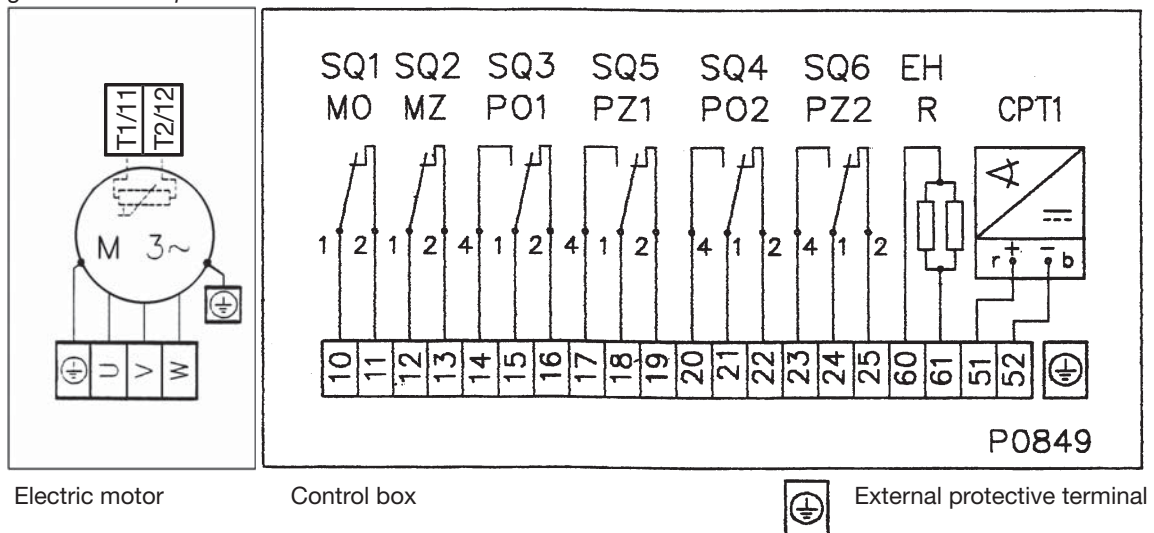 T1/11 T2/12
M 3~
U V W
SQ1 SQ2 SQ3 SQ5 SQ4 SQ6 EH
MO MZ PO1 PZ1 PO2 PZ2 R CPT1
1 2 1 2 4 1 2 4 1 2 4 1 2 4 1 2
r + − b
10 11 12 13 14 15 16 17 18 19 20 21 22 23 24 25 60 61 51 52
P0849
Electric motor Control box External protective terminal